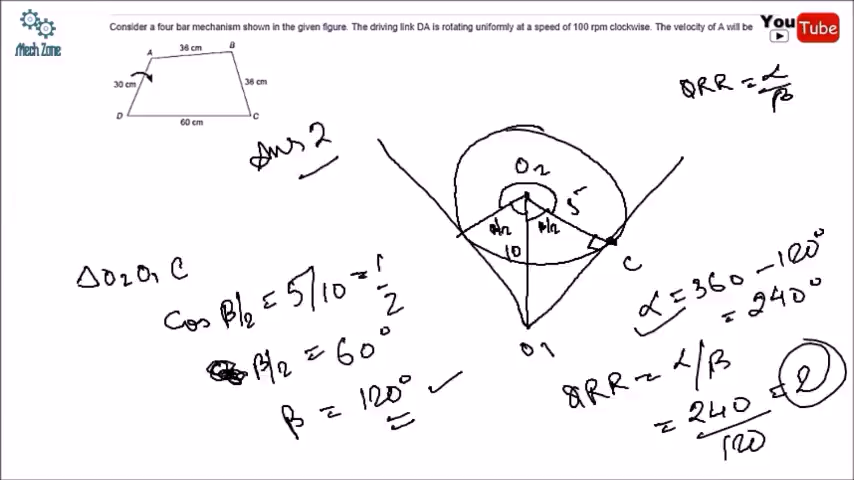 Consider a four bar mechanism shown in the given figure. The driving link DA is rotating uniformly at a speed of 100 rpm clockwise. The velocity of A will be
You Tube
Mech Zone
A
36 cm
B
30 cm
36 cm
D
60 cm
C
QRR = α/β
Ans 2
O2
5
β/2
β/2
10
C
O1
ΔO2O1C
Cos β/2 = 5/10 = 1/2
β/2 = 60°
β = 120°
α = 360 - 120°
= 240°
QRR = α/β
= 240/120 = 2